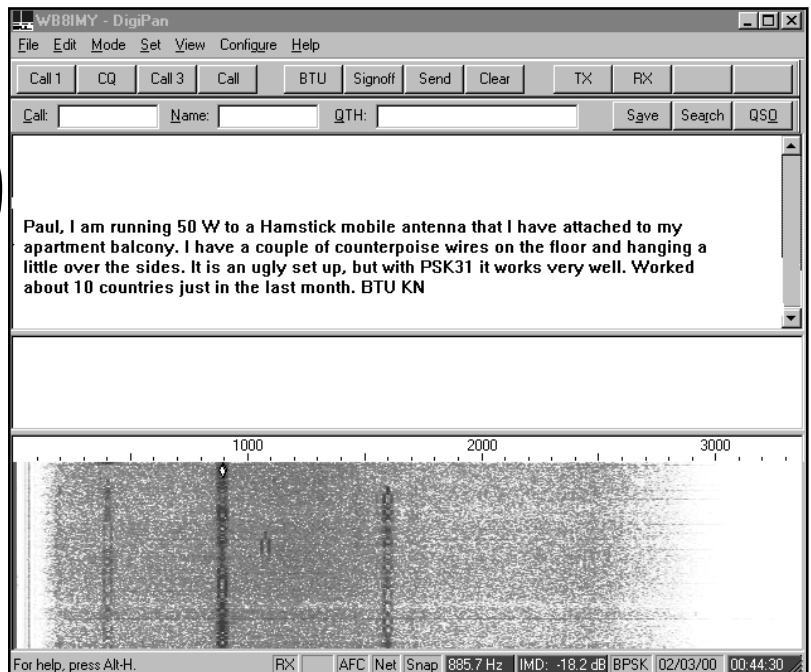 WB8IMY - DigiPan
File Edit Mode Set View Configure Help
Call 1 CQ Call 3 Call BTU Signoff Send Clear TX RX
Call: Name: QTH: Save Search QSO
Paul, I am running 50 W to a Hamstick mobile antenna that I have attached to my
apartment balcony. I have a couple of counterpoise wires on the floor and hanging a
little over the sides. It is an ugly set up, but with PSK31 it works very well. Worked
about 10 countries just in the last month. BTU KN
1000 2000 3000
For help, press Alt-H. RX AFC Net Snap 885.7 Hz IMD: -18.2 dB BPSK 02/03/00 00:44:30